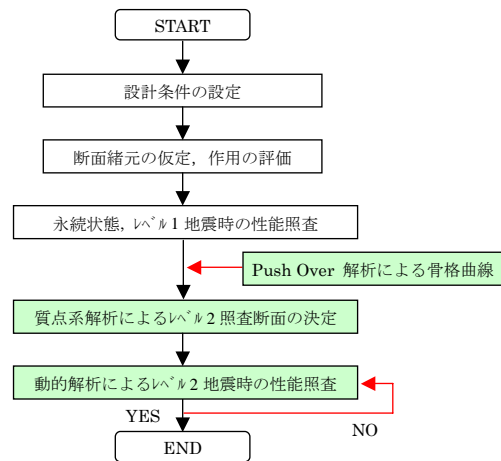 START
設計条件の設定
断面緒元の仮定，作用の評価
永続状態，ﾚﾍﾞﾙ 1 地震時の性能照査
Push Over 解析による骨格曲線
質点系解析によるﾚﾍﾞﾙ 2 照査断面の決定
動的解析によるﾚﾍﾞﾙ 2 地震時の性能照査
YES
NO
END